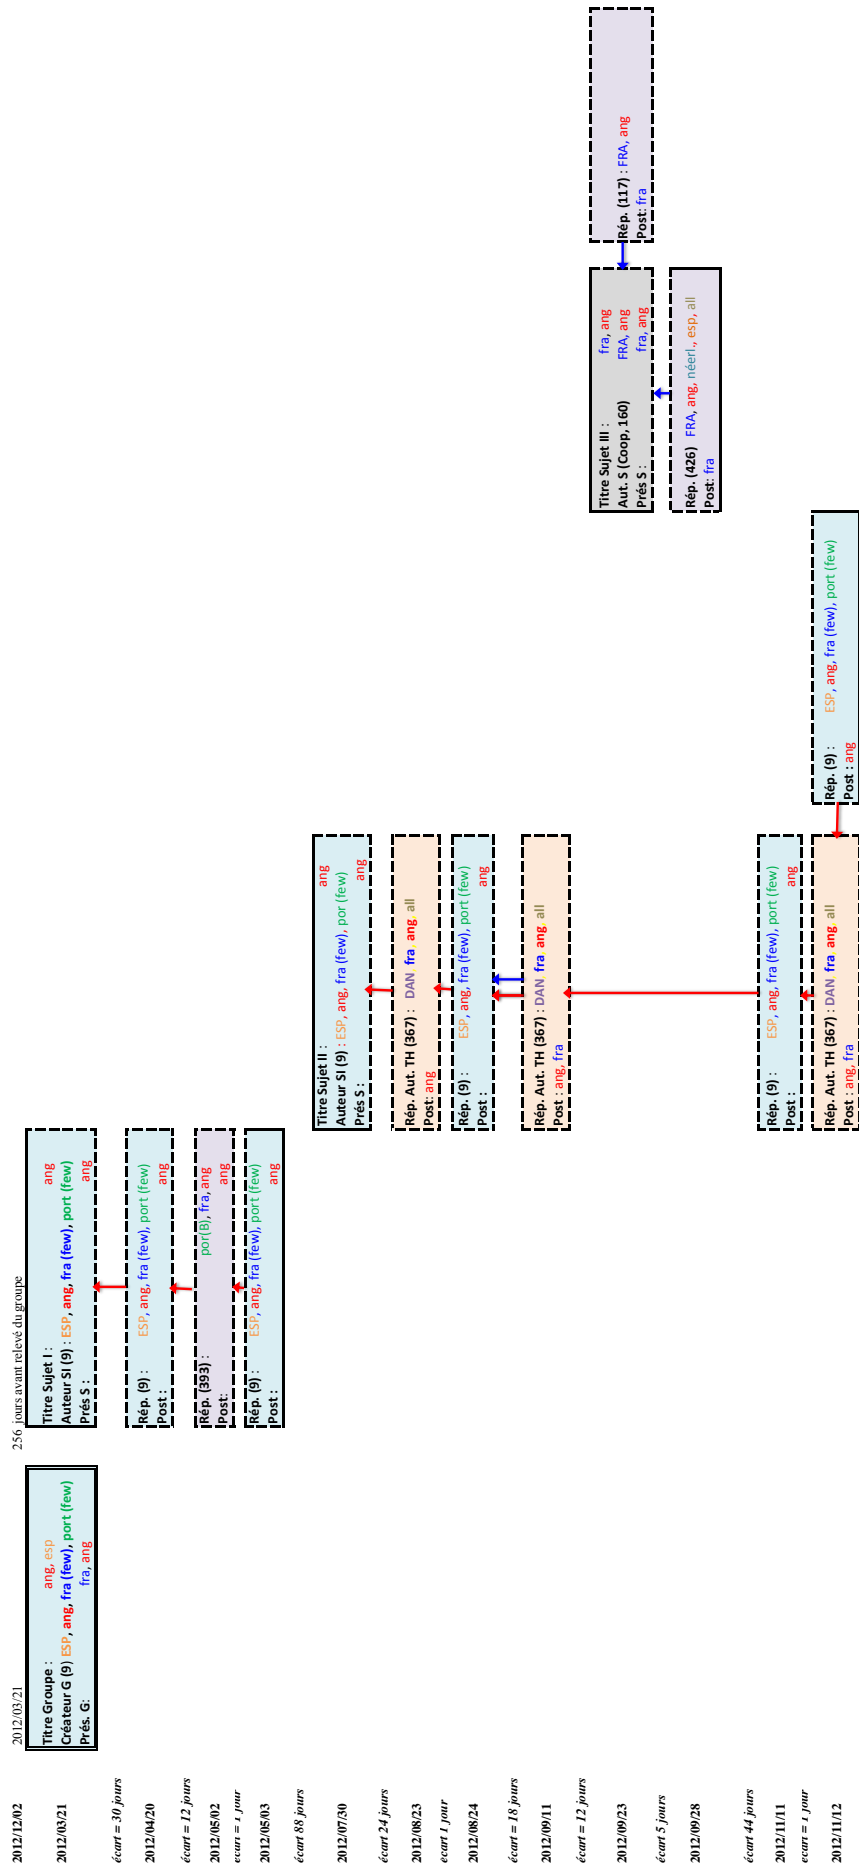 2012/12/02
2012/03/21
écart = 30 jours
2012/04/20
écart = 12 jours
2012/05/02
écart = 1 jour
2012/05/03
écart 88 jours
2012/07/30
écart 24 jours
2012/08/23
écart 1 jour
2012/08/24
écart = 18 jours
2012/09/11
écart = 12 jours
2012/09/23
écart 5 jours
2012/09/28
écart 44 jours
2012/11/11
écart = 1 jour
2012/11/12
2012/03/21
Titre Groupe : ang, esp
Créateur G (9) ESP, ang, fra (few), port (few)
Prés. G: fra, ang
256 jours avant relevé du groupe
Titre Sujet I : ang
Auteur SI (9) : ESP, ang, fra (few), port (few)
Prés S : ang
Rép. (9) : ESP, ang, fra (few), port (few)
Post : ang
Rép. (393) : por(B), fra, ang
Post: ang
Rép. (9) : ESP, ang, fra (few), port (few)
Post : ang
Titre Sujet II : ang
Auteur SI (9) : ESP, ang, fra (few), por (few)
Prés S : ang
Rép. Aut. TH (367) : DAN, fra, ang, all
Post: ang
Rép. (9) : ESP, ang, fra (few), port (few)
Post : ang
Rép. Aut. TH (367) : DAN fra ang all
Post : ang, fra
Rép. (9) : ESP, ang, fra (few), port (few)
Post : ang
Rép. Aut. TH (367) : DAN fra ang all
Post : ang, fra
Rép. (9) : ESP, ang, fra (few), port (few)
Post : ang
Titre Sujet III : fra, ang
Aut. S (Coop, 160) FRA, ang
Prés S : fra, ang
Rép. (426) FRA, ang, néerl., esp, all
Post: fra
Rép. (117) : FRA, ang
Post: fra